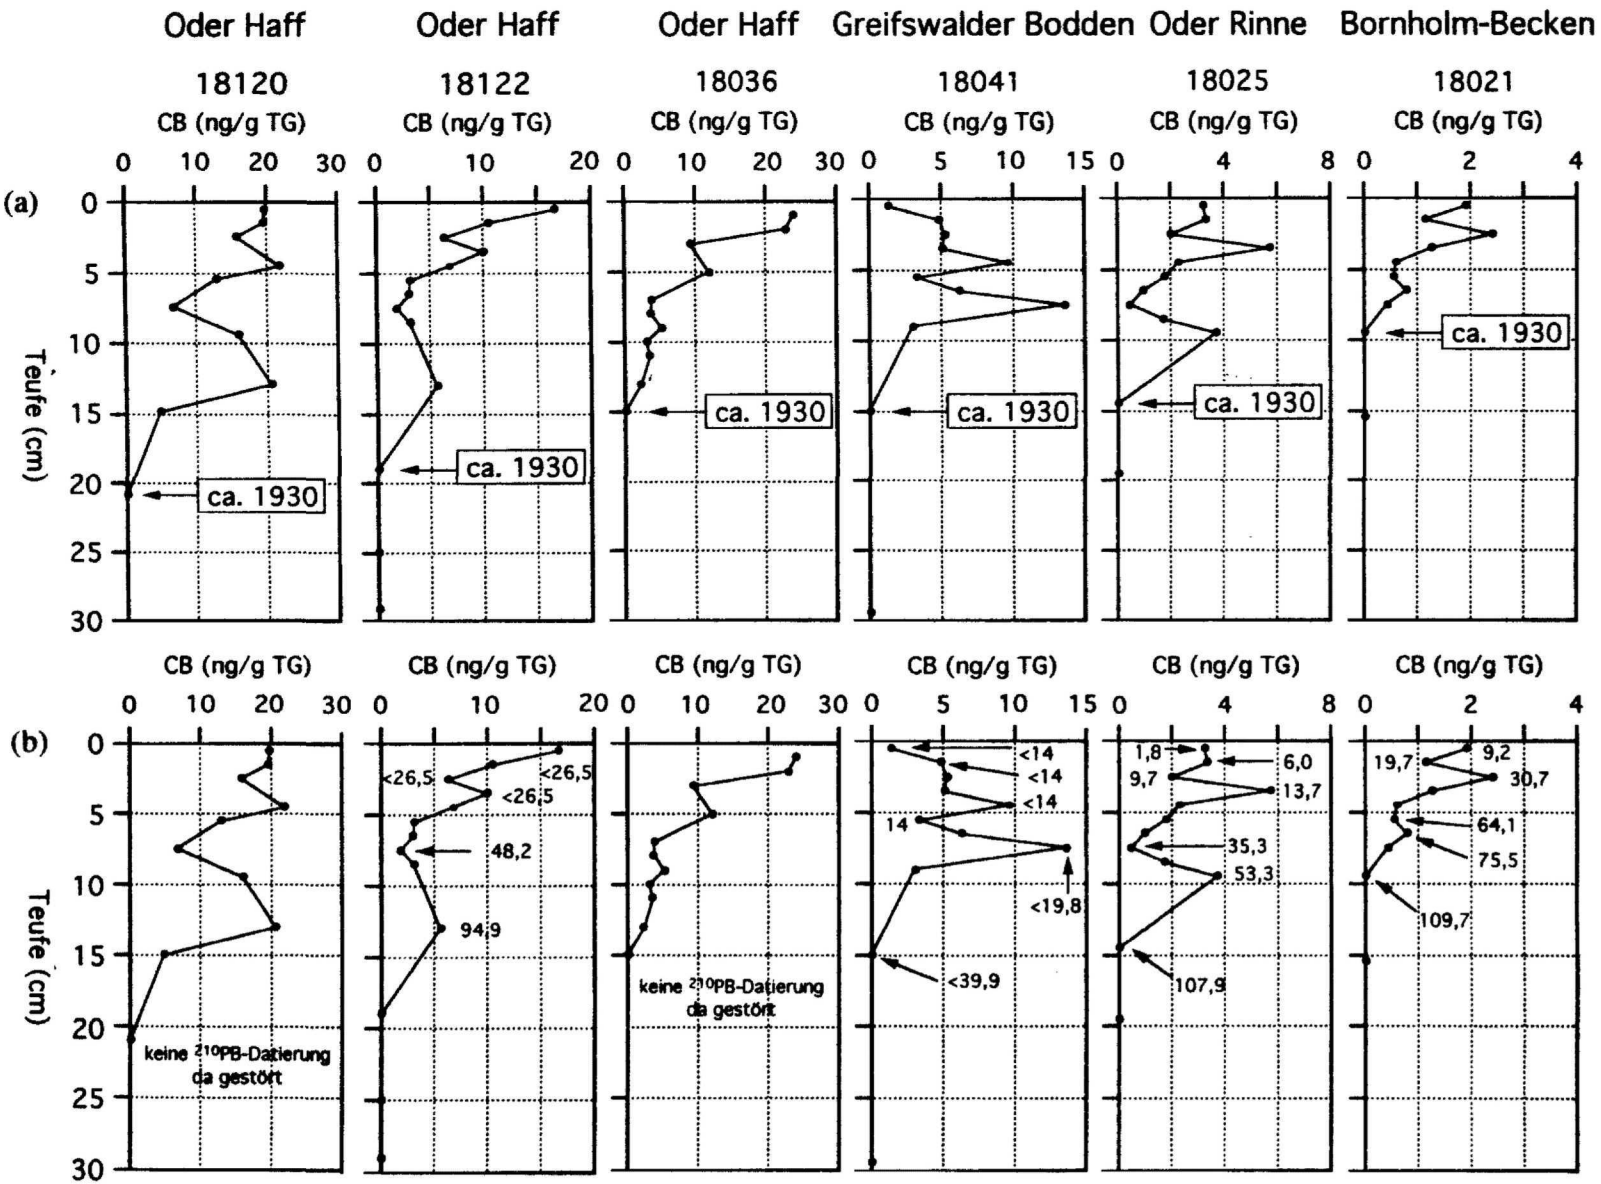 Oder Haff Oder Haff Oder Haff Greifswalder Bodden Oder Rinne Bornholm-Becken
18120 18122 18036 18041 18025 18021
CB (ng/g TG) CB (ng/g TG) CB (ng/g TG) CB (ng/g TG) CB (ng/g TG) CB (ng/g TG)
0 10 20 30 0 10 20 0 10 20 30 0 5 10 15 0 4 8 0 2 4
(a)
0
5
10
15
20
25
30
Teufe (cm)
ca. 1930
ca. 1930
ca. 1930
ca. 1930
ca. 1930
ca. 1930
CB (ng/g TG) CB (ng/g TG) CB (ng/g TG) CB (ng/g TG) CB (ng/g TG) CB (ng/g TG)
0 10 20 30 0 10 20 0 10 20 30 0 5 10 15 0 4 8 0 2 4
(b)
0
5
10
15
20
25
30
Teufe (cm)
keine ²¹⁰PB-Datierung
da gestört
<26,5
<26,5
<26,5
48,2
94,9
keine ²¹⁰PB-Datierung
da gestört
<14
<14
<14
14
<19,8
<39,9
1,8
6,0
9,7
13,7
35,3
53,3
107,9
9,2
19,7
30,7
64,1
75,5
109,7